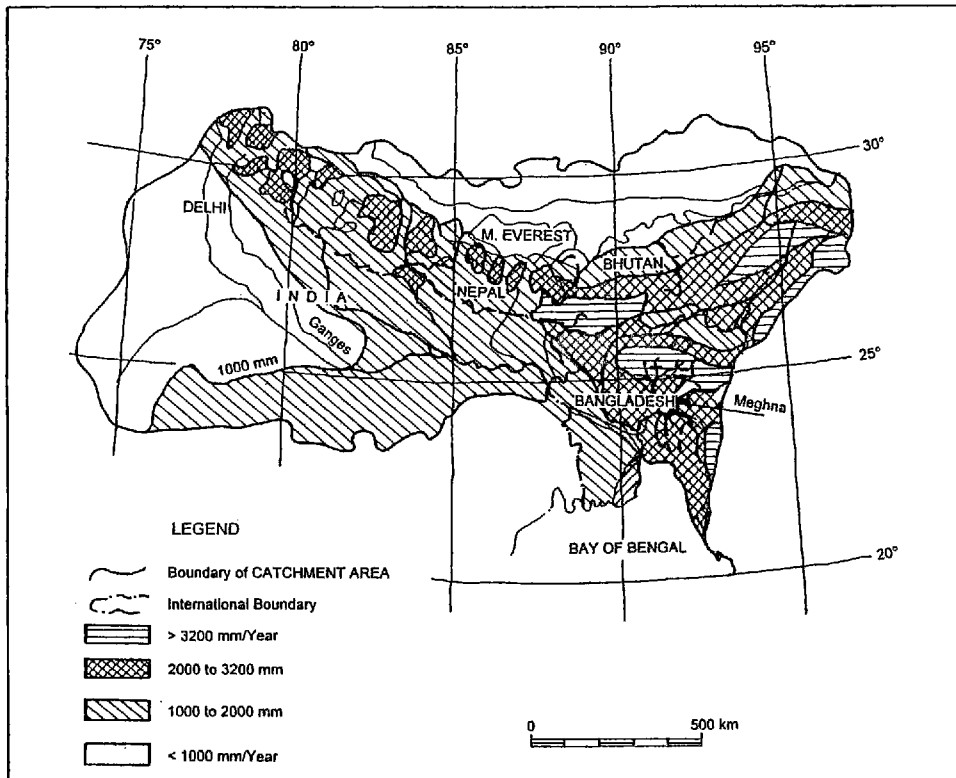 75°
80°
85°
90°
95°
30°
DELHI
M. EVEREST
BHUTAN
NEPAL
INDIA
Ganges
1000 mm
25°
BANGLADESH
Meghna
BAY OF BENGAL
20°
LEGEND
Boundary of CATCHMENT AREA
International Boundary
> 3200 mm/Year
2000 to 3200 mm
1000 to 2000 mm
< 1000 mm/Year
0 500 km